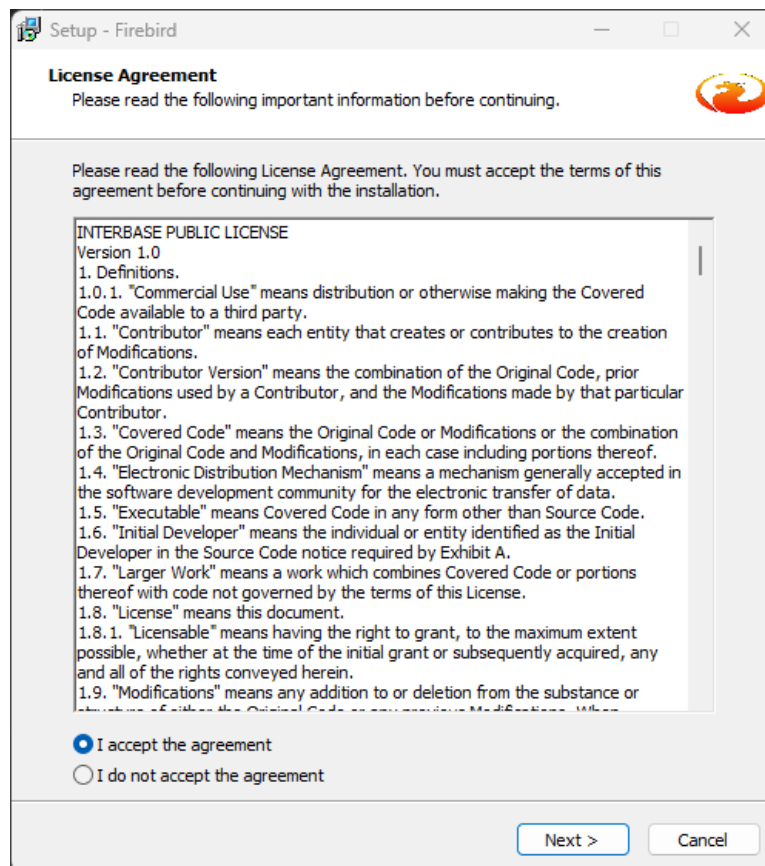 Setup - Firebird
License Agreement
Please read the following important information before continuing.
Please read the following License Agreement. You must accept the terms of this
agreement before continuing with the installation.
INTERBASE PUBLIC LICENSE
Version 1.0
1. Definitions.
1.0.1. "Commercial Use" means distribution or otherwise making the Covered
Code available to a third party.
1.1. "Contributor" means each entity that creates or contributes to the creation
of Modifications.
1.2. "Contributor Version" means the combination of the Original Code, prior
Modifications used by a Contributor, and the Modifications made by that particular
Contributor.
1.3. "Covered Code" means the Original Code or Modifications or the combination
of the Original Code and Modifications, in each case including portions thereof.
1.4. "Electronic Distribution Mechanism" means a mechanism generally accepted in
the software development community for the electronic transfer of data.
1.5. "Executable" means Covered Code in any form other than Source Code.
1.6. "Initial Developer" means the individual or entity identified as the Initial
Developer in the Source Code notice required by Exhibit A.
1.7. "Larger Work" means a work which combines Covered Code or portions
thereof with code not governed by the terms of this License.
1.8. "License" means this document.
1.8.1. "Licensable" means having the right to grant, to the maximum extent
possible, whether at the time of the initial grant or subsequently acquired, any
and all of the rights conveyed herein.
1.9. "Modifications" means any addition to or deletion from the substance or
structure of either the Original Code or any previous Modifications. When
I accept the agreement
I do not accept the agreement
Next >
Cancel